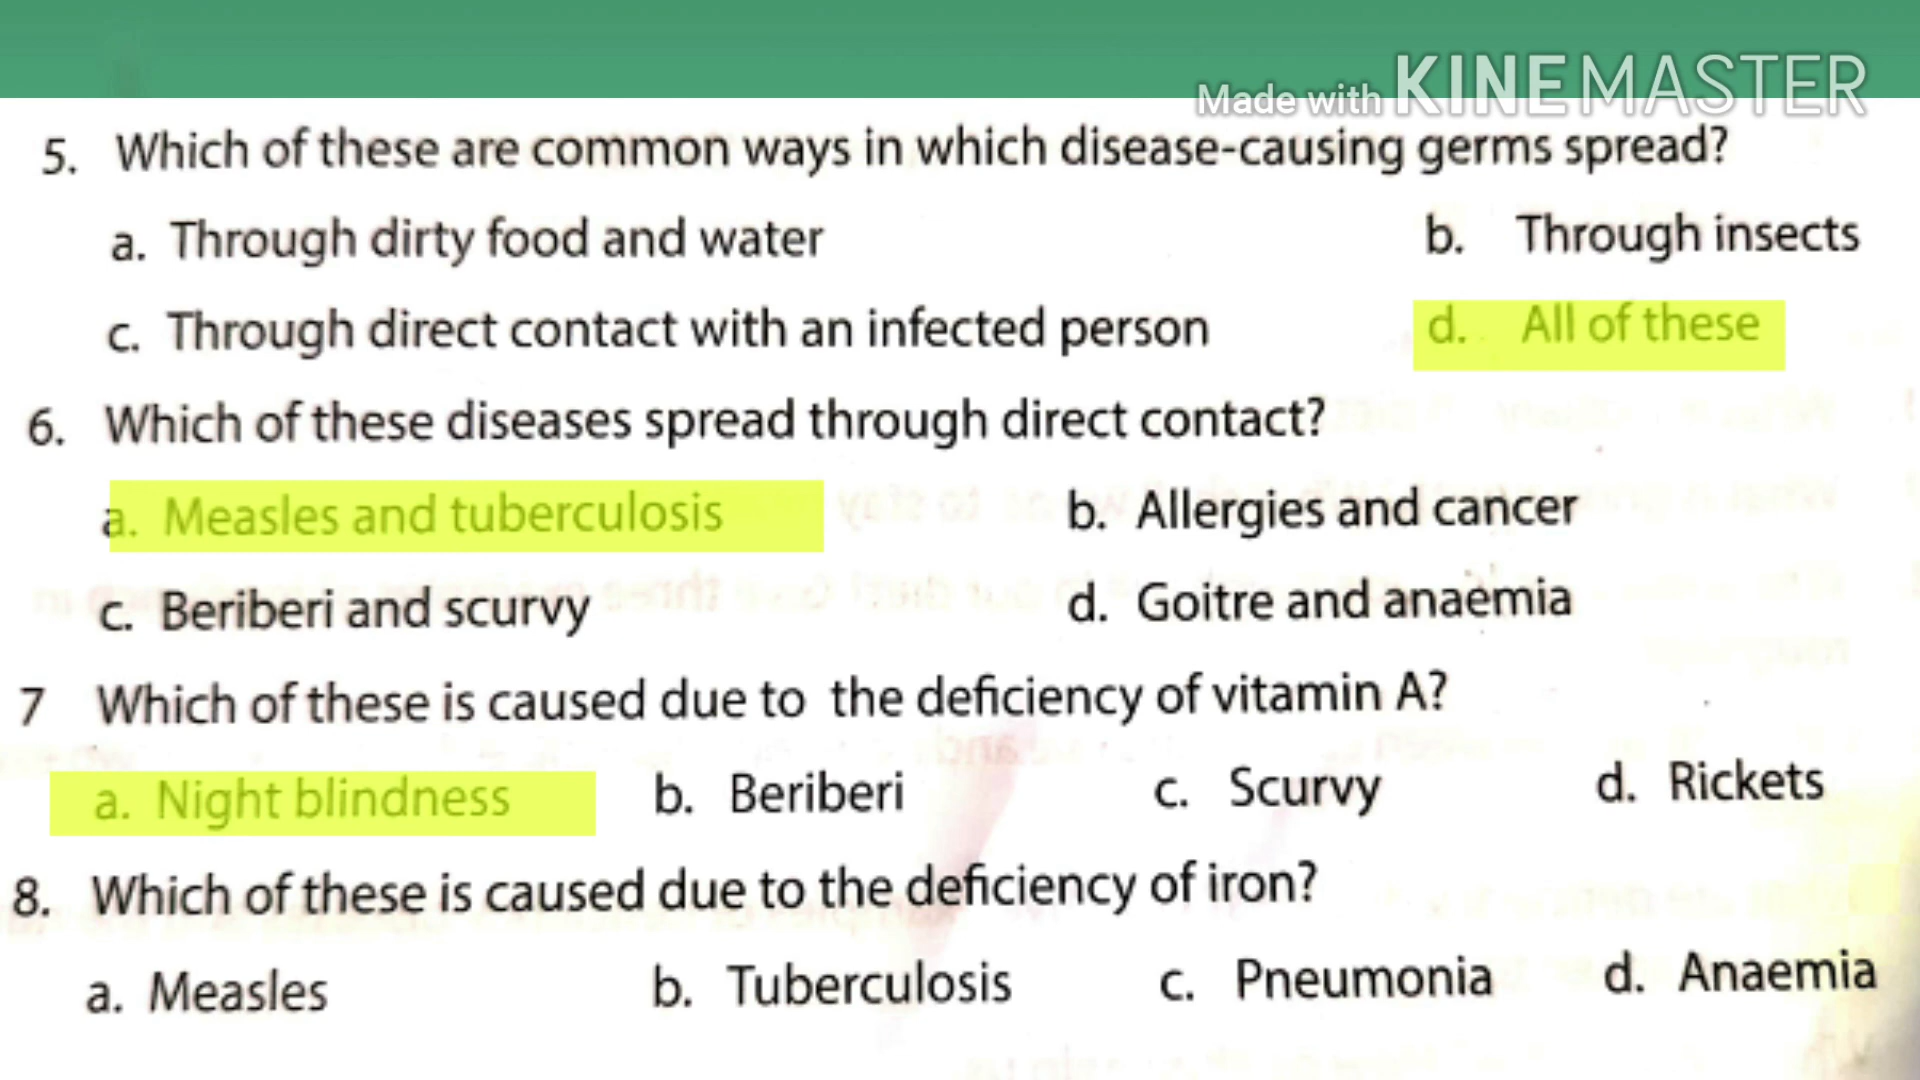 Made with KINEMASTER
5. Which of these are common ways in which disease-causing germs spread?
a. Through dirty food and water b. Through insects
c. Through direct contact with an infected person d. All of these
6. Which of these diseases spread through direct contact?
a. Measles and tuberculosis b. Allergies and cancer
c. Beriberi and scurvy d. Goitre and anaemia
7 Which of these is caused due to the deficiency of vitamin A?
a. Night blindness b. Beriberi c. Scurvy d. Rickets
8. Which of these is caused due to the deficiency of iron?
a. Measles b. Tuberculosis c. Pneumonia d. Anaemia